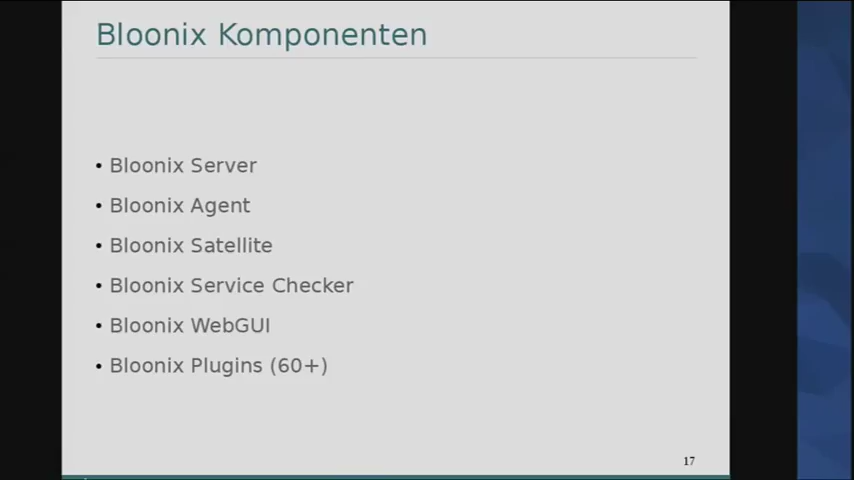 Bloonix Komponenten
• Bloonix Server
• Bloonix Agent
• Bloonix Satellite
• Bloonix Service Checker
• Bloonix WebGUI
• Bloonix Plugins (60+)
17